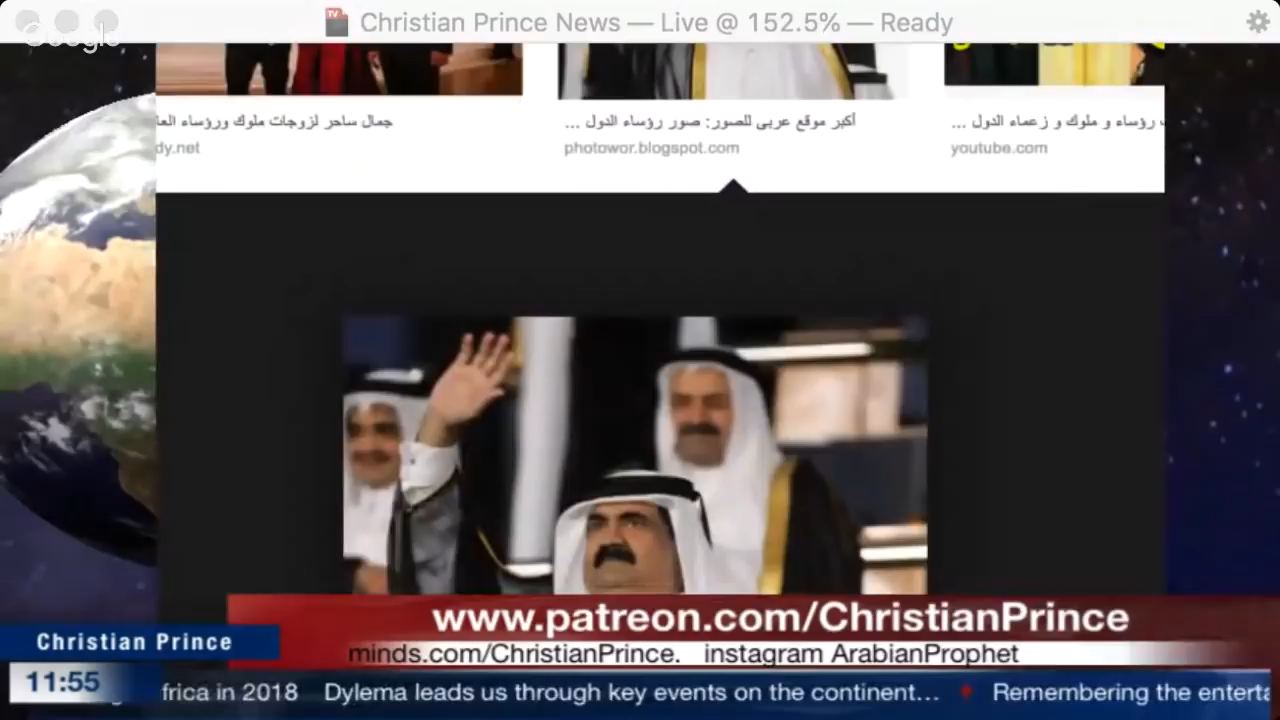 Christian Prince News — Live @ 152.5% — Ready
Google
جمال ساحر لزوجات ملوك ورؤساء العا
dy.net
أكبر موقع عربى للصور: صور رؤساء الدول ...
photowor.blogspot.com
رؤساء و ملوك و زعماء الدول ...
youtube.com
www.patreon.com/ChristianPrince
Christian Prince
minds.com/ChristianPrince. instagram ArabianProphet
11:55
frica in 2018 Dylema leads us through key events on the continent… Remembering the enterta